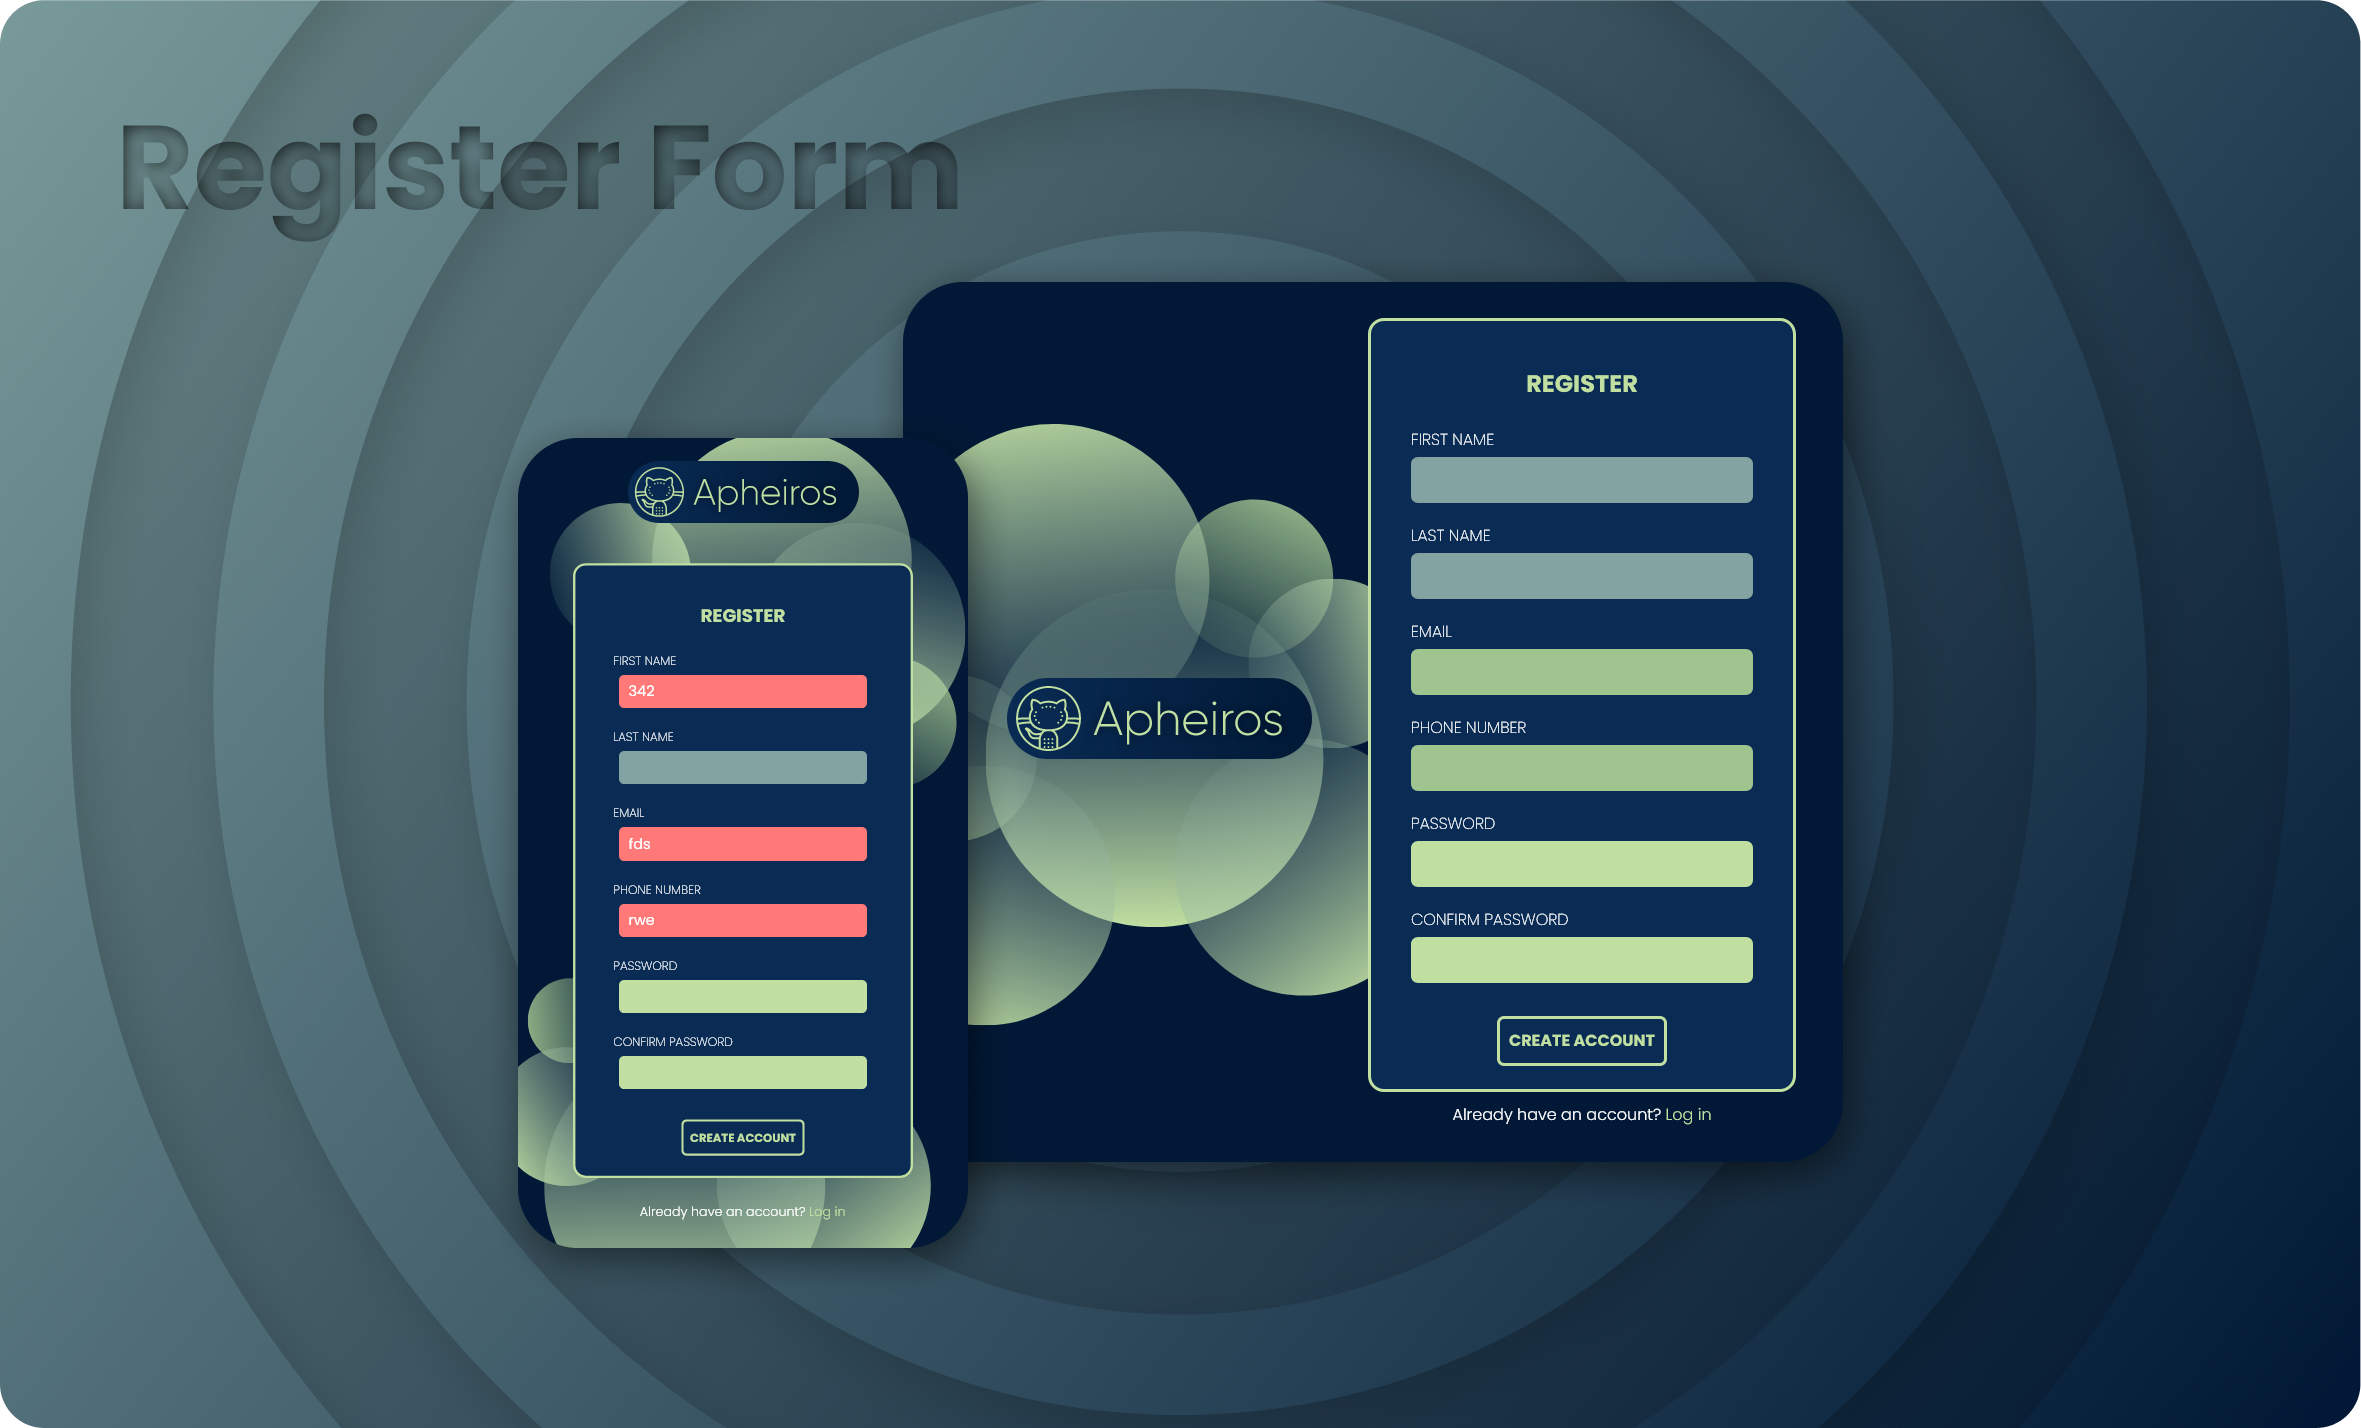 Register Form
Apheiros
REGISTER
FIRST NAME
342
LAST NAME
EMAIL
fds
PHONE NUMBER
rwe
PASSWORD
CONFIRM PASSWORD
CREATE ACCOUNT
Already have an account? Log in
Apheiros
REGISTER
FIRST NAME
LAST NAME
EMAIL
PHONE NUMBER
PASSWORD
CONFIRM PASSWORD
CREATE ACCOUNT
Already have an account? Log in